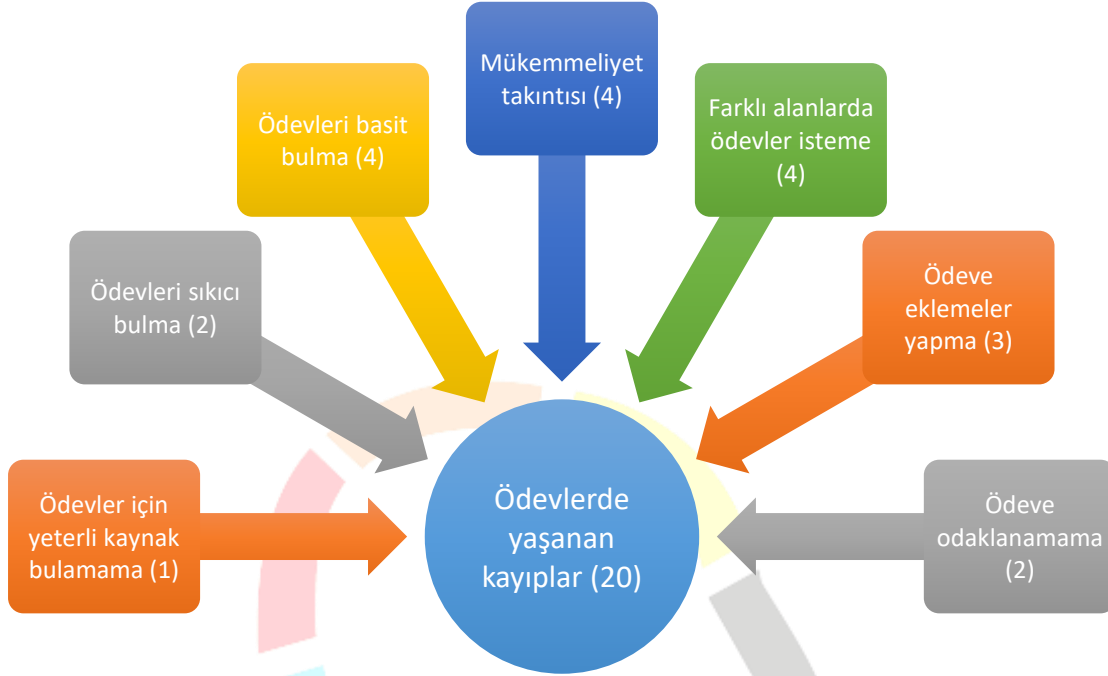 Mükemmeliyet
takıntısı (4)
Ödevleri basit
bulma (4)
Farklı alanlarda
ödevler isteme
(4)
Ödevleri sıkıcı
bulma (2)
Ödeve
eklemeler
yapma (3)
Ödevler için
yeterli kaynak
bulamama (1)
Ödevlerde
yaşanan
kayıplar (20)
Ödeve
odaklanamama
(2)